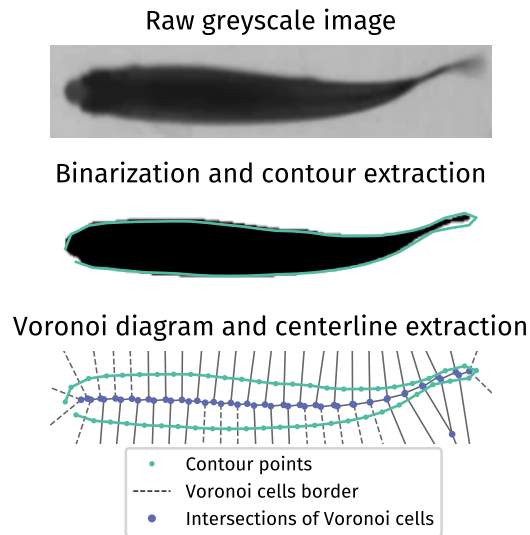 Raw greyscale image
Binarization and contour extraction
Voronoi diagram and centerline extraction
Contour points
Voronoi cells border
Intersections of Voronoi cells